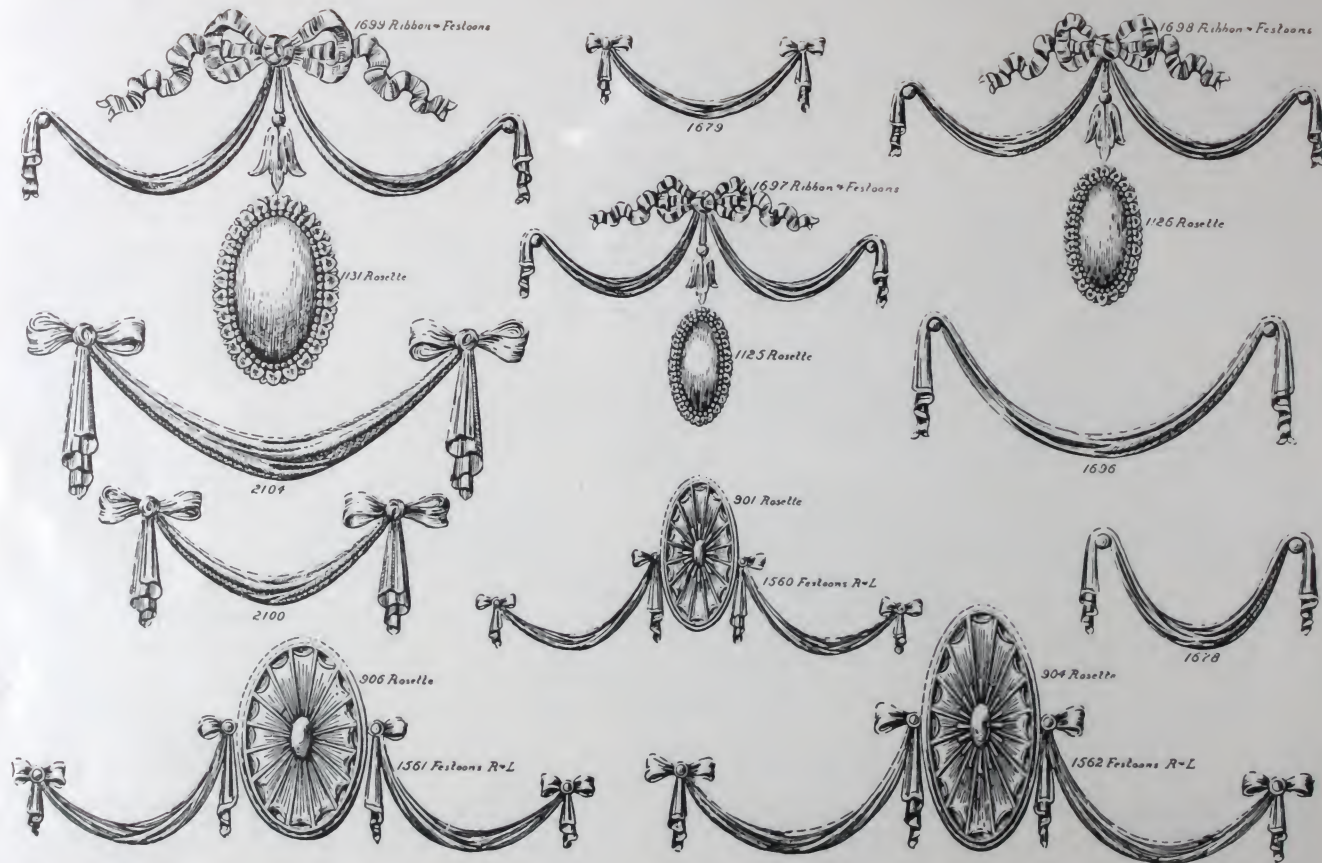 1699 Ribbon & Festoons
1679
1698 Ribbon & Festoons
1697 Ribbon & Festoons
1126 Rosette
1131 Rosette
1125 Rosette
2104
1696
901 Rosette
1560 Festoons R & L
2100
1678
906 Rosette
904 Rosette
1561 Festoons R & L
1562 Festoons R & L